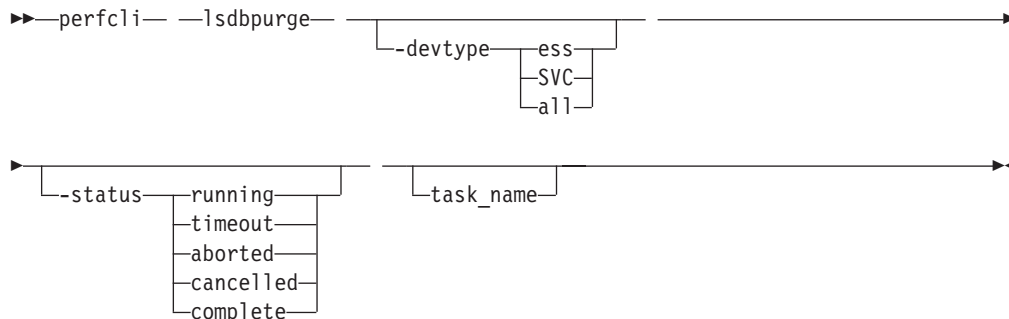 perfcli lsdbpurge
-devtype ess
SVC
all
-status running task_name
timeout
aborted
cancelled
complete